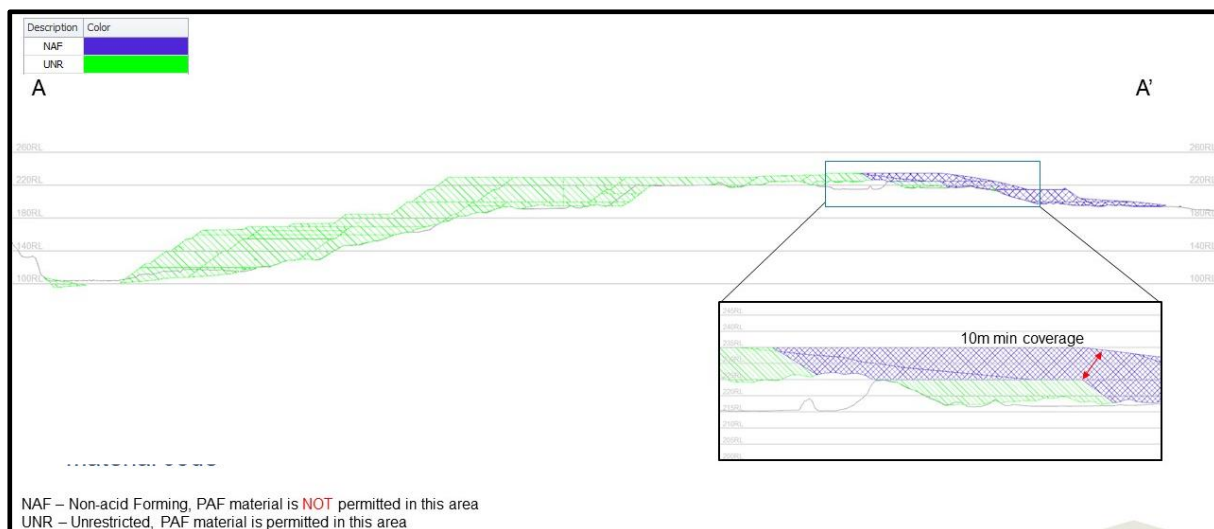 Description Color
NAF
UNR
A A'
260RL 260RL
220RL 220RL
180RL 180RL
140RL 140RL
100RL 100RL
10m min coverage
NAF – Non-acid Forming, PAF material is NOT permitted in this area
UNR – Unrestricted, PAF material is permitted in this area